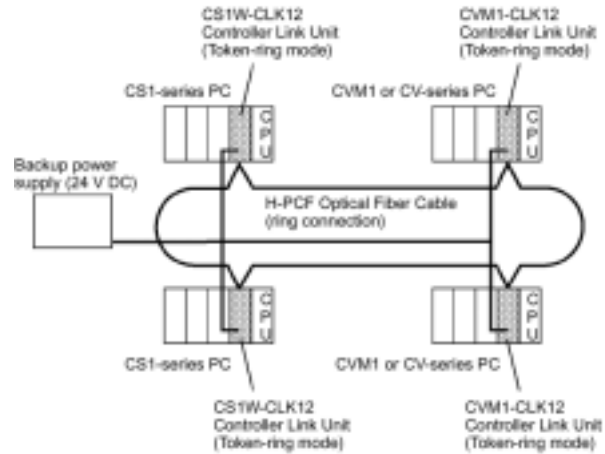 CS1W-CLK12
Controller Link Unit
(Token-ring mode)
CVM1-CLK12
Controller Link Unit
(Token-ring mode)
CS1-series PC
CVM1 or CV-series PC
CPU
CPU
Backup power
supply (24 V DC)
H-PCF Optical Fiber Cable
(ring connection)
CPU
CPU
CS1-series PC
CVM1 or CV-series PC
CS1W-CLK12
Controller Link Unit
(Token-ring mode)
CVM1-CLK12
Controller Link Unit
(Token-ring mode)